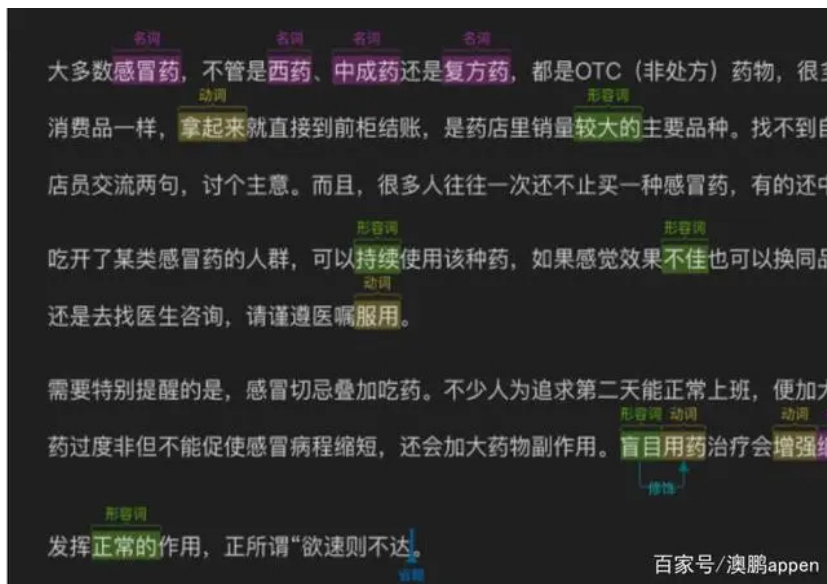 名词 名词 名词 名词
大多数感冒药，不管是西药、中成药还是复方药，都是OTC（非处方）药物，很
动词 形容词
消费品一样，拿起来就直接到前柜结账，是药店里销量较大的主要品种。找不到
店员交流两句，讨个主意。而且，很多人往往一次还不止买一种感冒药，有的还
形容词 形容词
吃开了某类感冒药的人群，可以持续使用该种药，如果感觉效果不佳也可以换同
动词
还是去找医生咨询，请谨遵医嘱服用。
需要特别提醒的是，感冒切忌叠加吃药。不少人为追求第二天能正常上班，便加
形容词 动词 动词
药过度非但不能促使感冒病程缩短，还会加大药物副作用。盲目用药治疗会增强
修饰
形容词
发挥正常的作用，正所谓“欲速则不达。
百家号/澳鹏appen